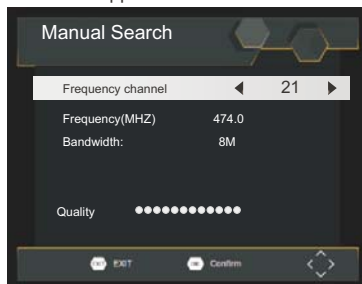 Manual Search
Frequency channel 21
Frequency(MHZ) 474.0
Bandwidth: 8M
Quality
EXIT Confirm